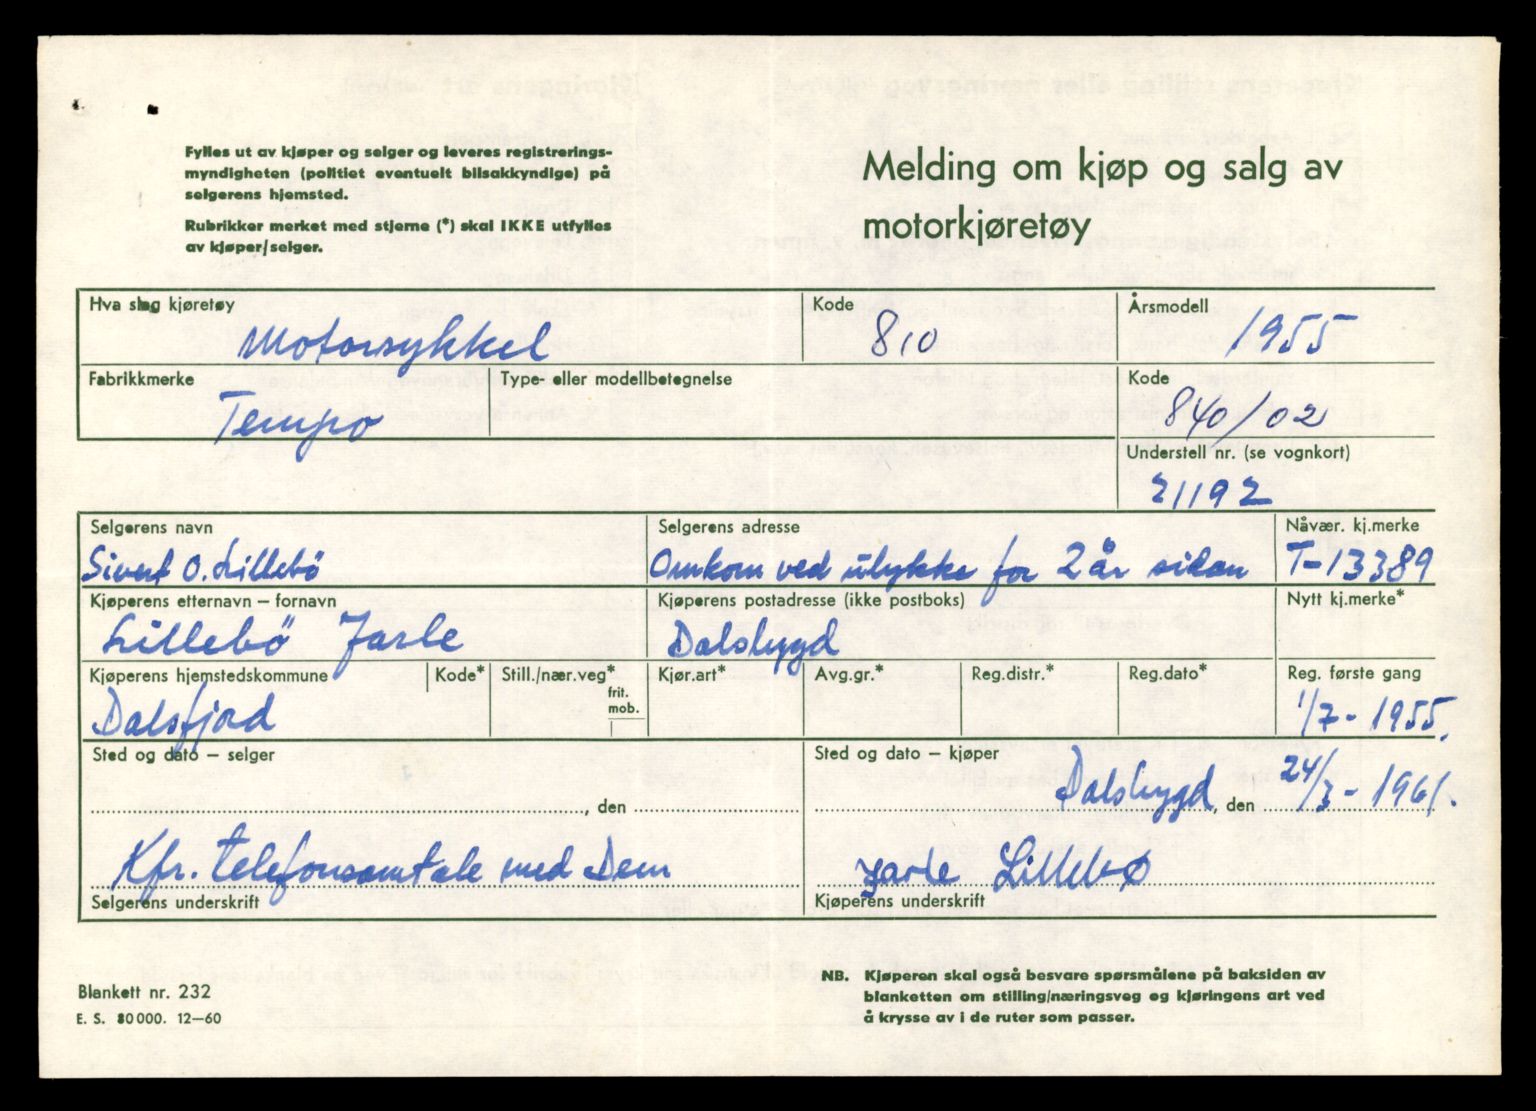 Fylles ut av kjøper og selger og leveres registrerings-
myndigheten (politiet eventuelt bilsakkyndige) på
selgerens hjemsted.
Rubrikker merket med stjerne (*) skal IKKE utfylles
av kjøper/selger.
Melding om kjøp og salg av
motorkjøretøy
Hva slag kjøretøy
Motorsykkel
Kode
810
Årsmodell
1955
Fabrikkmerke
Tempo
Type- eller modellbetegnelse
Kode
840/02
Understell nr. (se vognkort)
21192
Selgerens navn
Sivert O. Lillebö
Selgerens adresse
Omkom ved ulykke for 2 år sidan
Nåvær. kj.merke
T-13389
Kjøperens etternavn – fornavn
Lillebö Jarle
Kjøperens postadresse (ikke postboks)
Dalsbygd
Nytt kj.merke*
Kjøperens hjemstedskommune
Dalsfjord
Kode*
Still./nær.veg*
frit.
mob.
Kjør.art*
Avg.gr.*
Reg.distr.*
Reg.dato*
Reg. første gang
1/7 - 1955.
Sted og dato – selger
, den
Sted og dato – kjøper
Dalsbygd, den 24/3 - 1961.
Kfr. telefonsamtale med Dem
Selgerens underskrift
Jarle Lillebø
Kjøperens underskrift
Blankett nr. 232
E. S. 80000. 12—60
NB. Kjøperen skal også besvare spørsmålene på baksiden av
blanketten om stilling/næringsveg og kjøringens art ved
å krysse av i de ruter som passer.